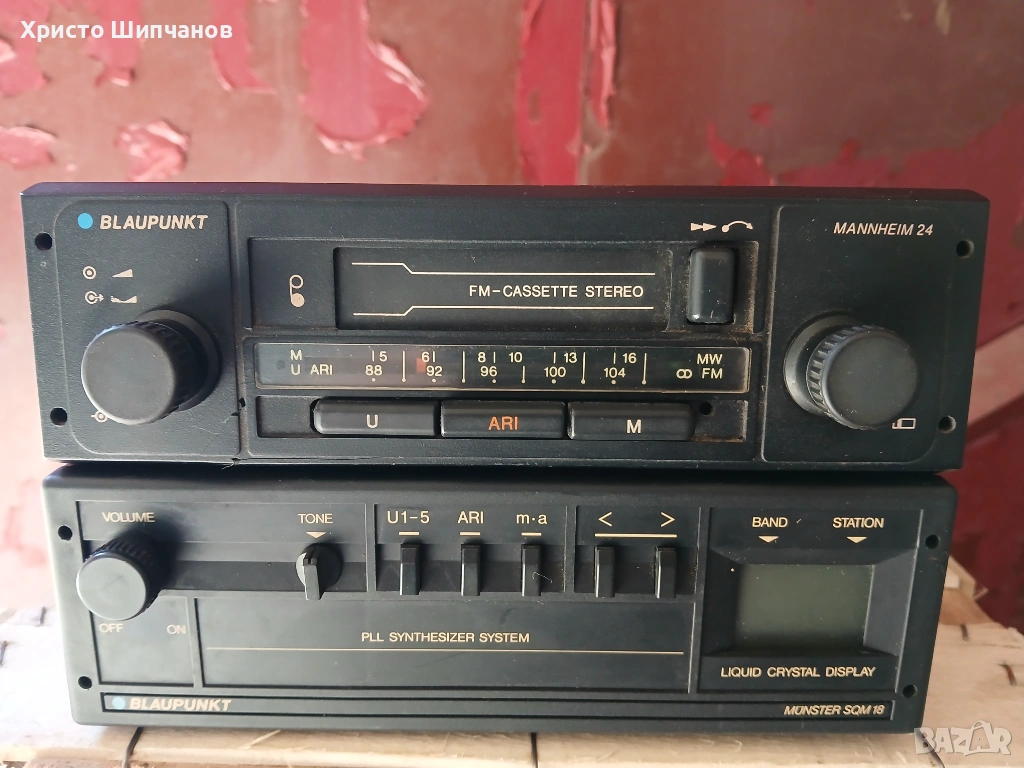 Христо Шипчанов
BLAUPUNKT
MANNHEIM 24
FM-CASSETTE STEREO
M 5 6 8 10 13 16 MW
U ARI 88 92 96 100 104 FM
U ARI M
VOLUME
TONE
U1-5 ARI m·a < >
BAND STATION
OFF ON
PLL SYNTHESIZER SYSTEM
LIQUID CRYSTAL DISPLAY
BLAUPUNKT
MÜNSTER SQM 18
BAZAR